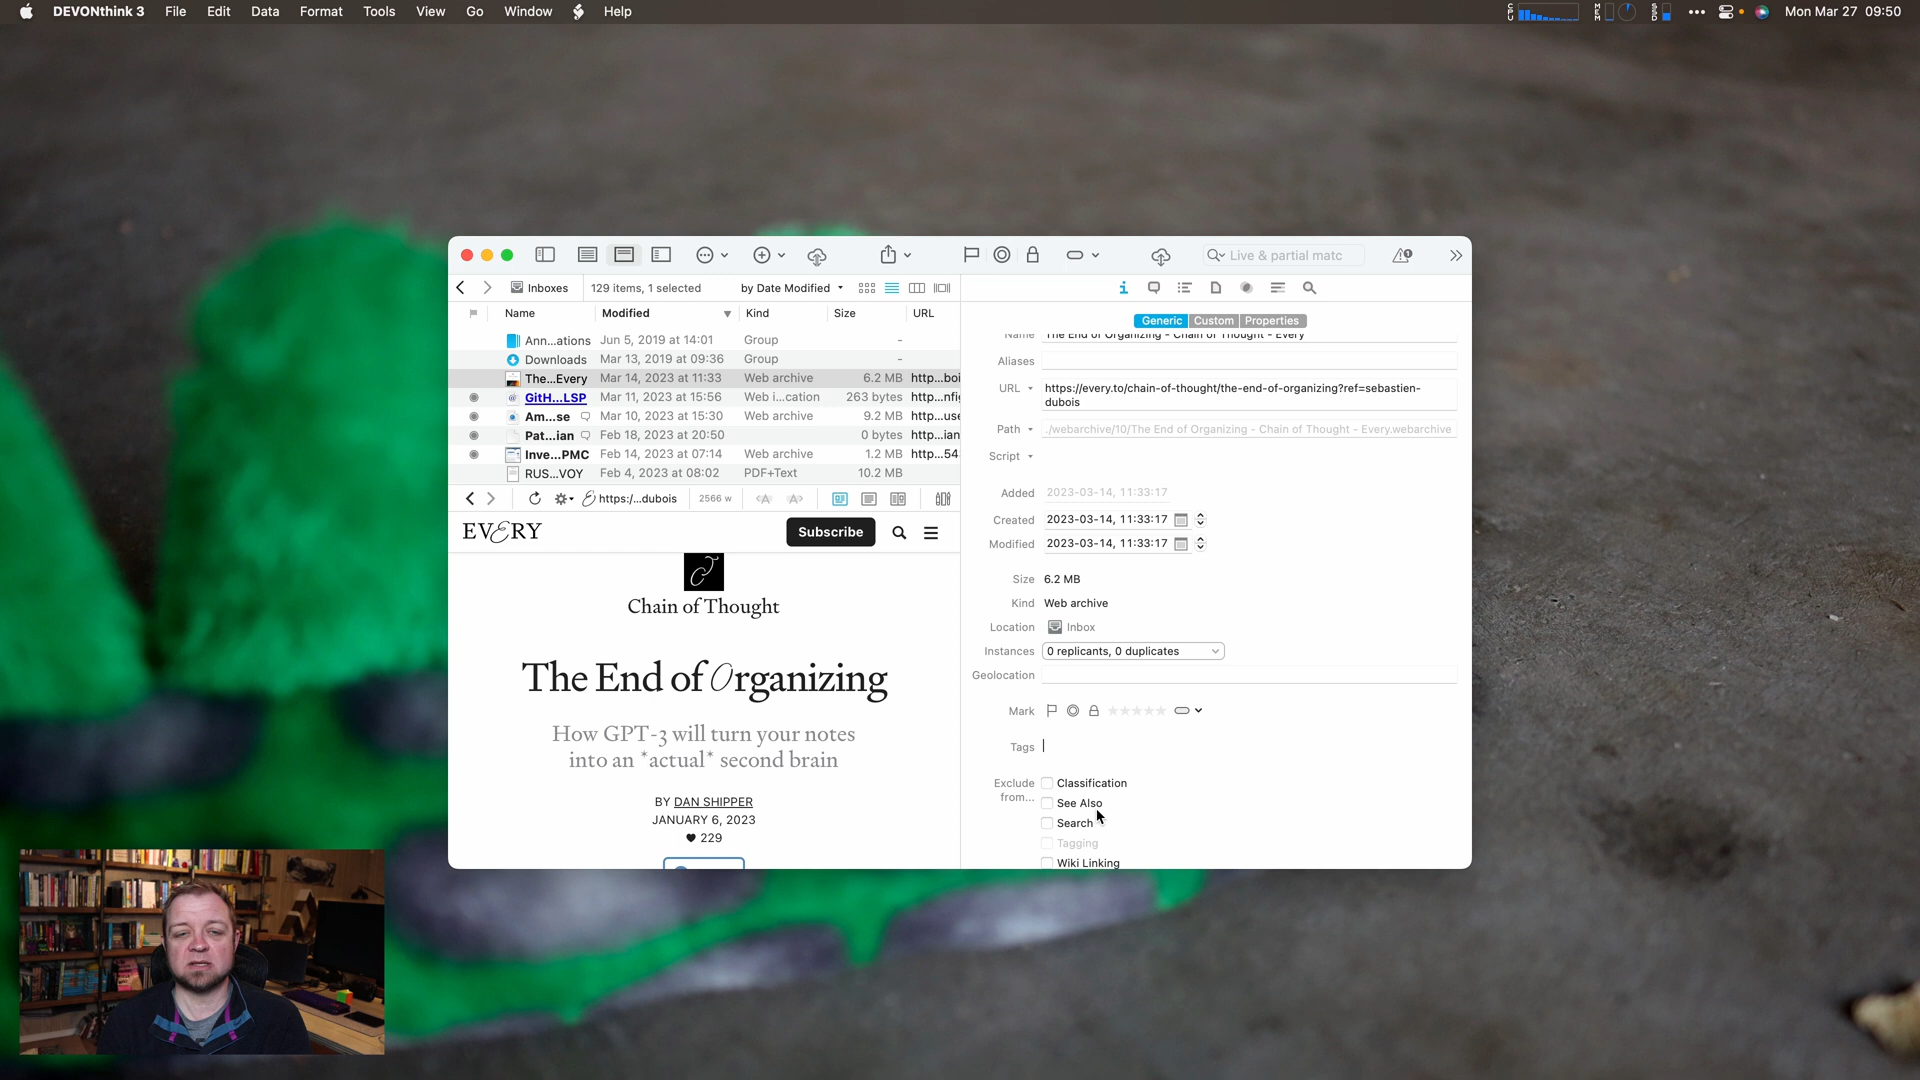 DEVONthink 3 File Edit Data Format Tools View Go Window Help
CPU MEM SSD Mon Mar 27 09:50
Live & partial matc
Inboxes 129 items, 1 selected by Date Modified
Name Modified Kind Size URL
Ann...ations Jun 5, 2019 at 14:01 Group -
Downloads Mar 13, 2019 at 09:36 Group -
The...Every Mar 14, 2023 at 11:33 Web archive 6.2 MB http...boi
GitH...LSP Mar 11, 2023 at 15:56 Web i...cation 263 bytes http...nfi
Am...se Mar 10, 2023 at 15:30 Web archive 9.2 MB http...use
Pat...ian Feb 18, 2023 at 20:50 0 bytes http...ian
Inve...PMC Feb 14, 2023 at 07:14 Web archive 1.2 MB http...54
RUS...VOY Feb 4, 2023 at 08:02 PDF+Text 10.2 MB
https:/...dubois 2566 w
EVERY Subscribe
Chain of Thought
The End of Organizing
How GPT-3 will turn your notes
into an *actual* second brain
BY DAN SHIPPER
JANUARY 6, 2023
229
Generic Custom Properties
Name The End of Organizing - Chain of Thought - Every
Aliases
URL https://every.to/chain-of-thought/the-end-of-organizing?ref=sebastien-
dubois
Path ./webarchive/10/The End of Organizing - Chain of Thought - Every.webarchive
Script
Added 2023-03-14, 11:33:17
Created 2023-03-14, 11:33:17
Modified 2023-03-14, 11:33:17
Size 6.2 MB
Kind Web archive
Location Inbox
Instances 0 replicants, 0 duplicates
Geolocation
Mark
Tags
Exclude
from...
Classification
See Also
Search
Tagging
Wiki Linking